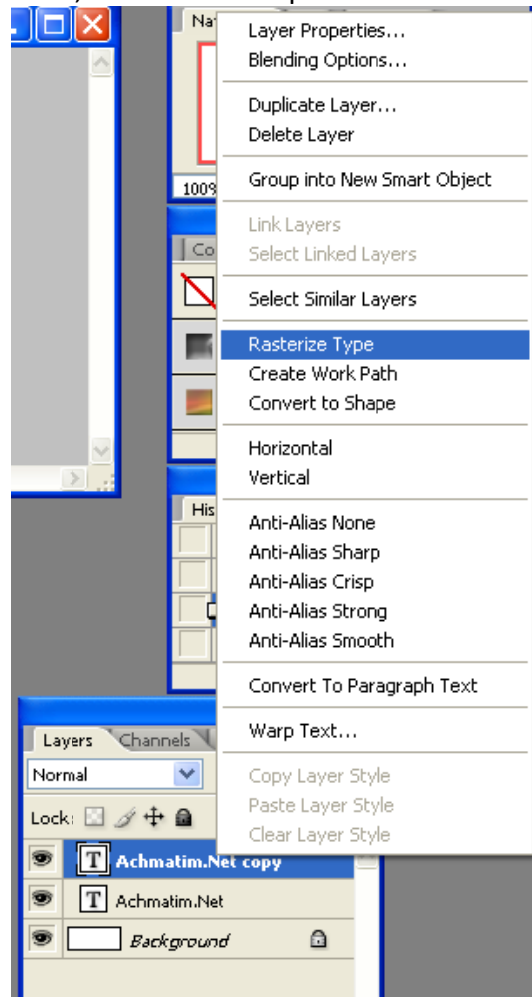 Na
Layer Properties...
Blending Options...
Duplicate Layer...
Delete Layer
Group into New Smart Object
100%
Link Layers
Select Linked Layers
Co
Select Similar Layers
Rasterize Type
Create Work Path
Convert to Shape
Horizontal
Vertical
His
Anti-Alias None
Anti-Alias Sharp
Anti-Alias Crisp
Anti-Alias Strong
Anti-Alias Smooth
Convert To Paragraph Text
Warp Text...
Copy Layer Style
Paste Layer Style
Clear Layer Style
Layers Channels
Normal
Lock:
T Achmatim.Net copy
T Achmatim.Net
Background